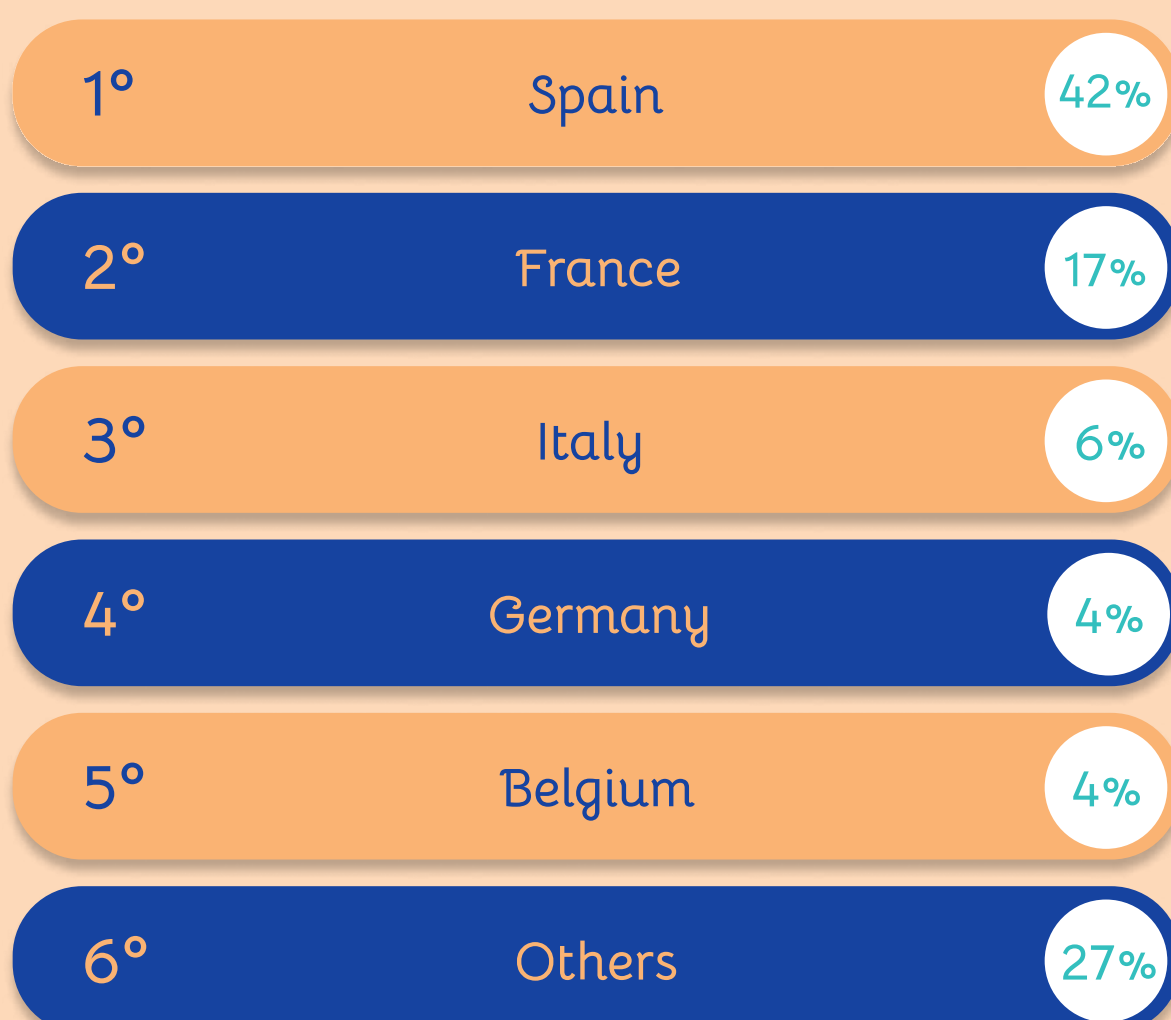 1° Spain 42%
2° France 17%
3° Italy 6%
4° Germany 4%
5° Belgium 4%
6° Others 27%